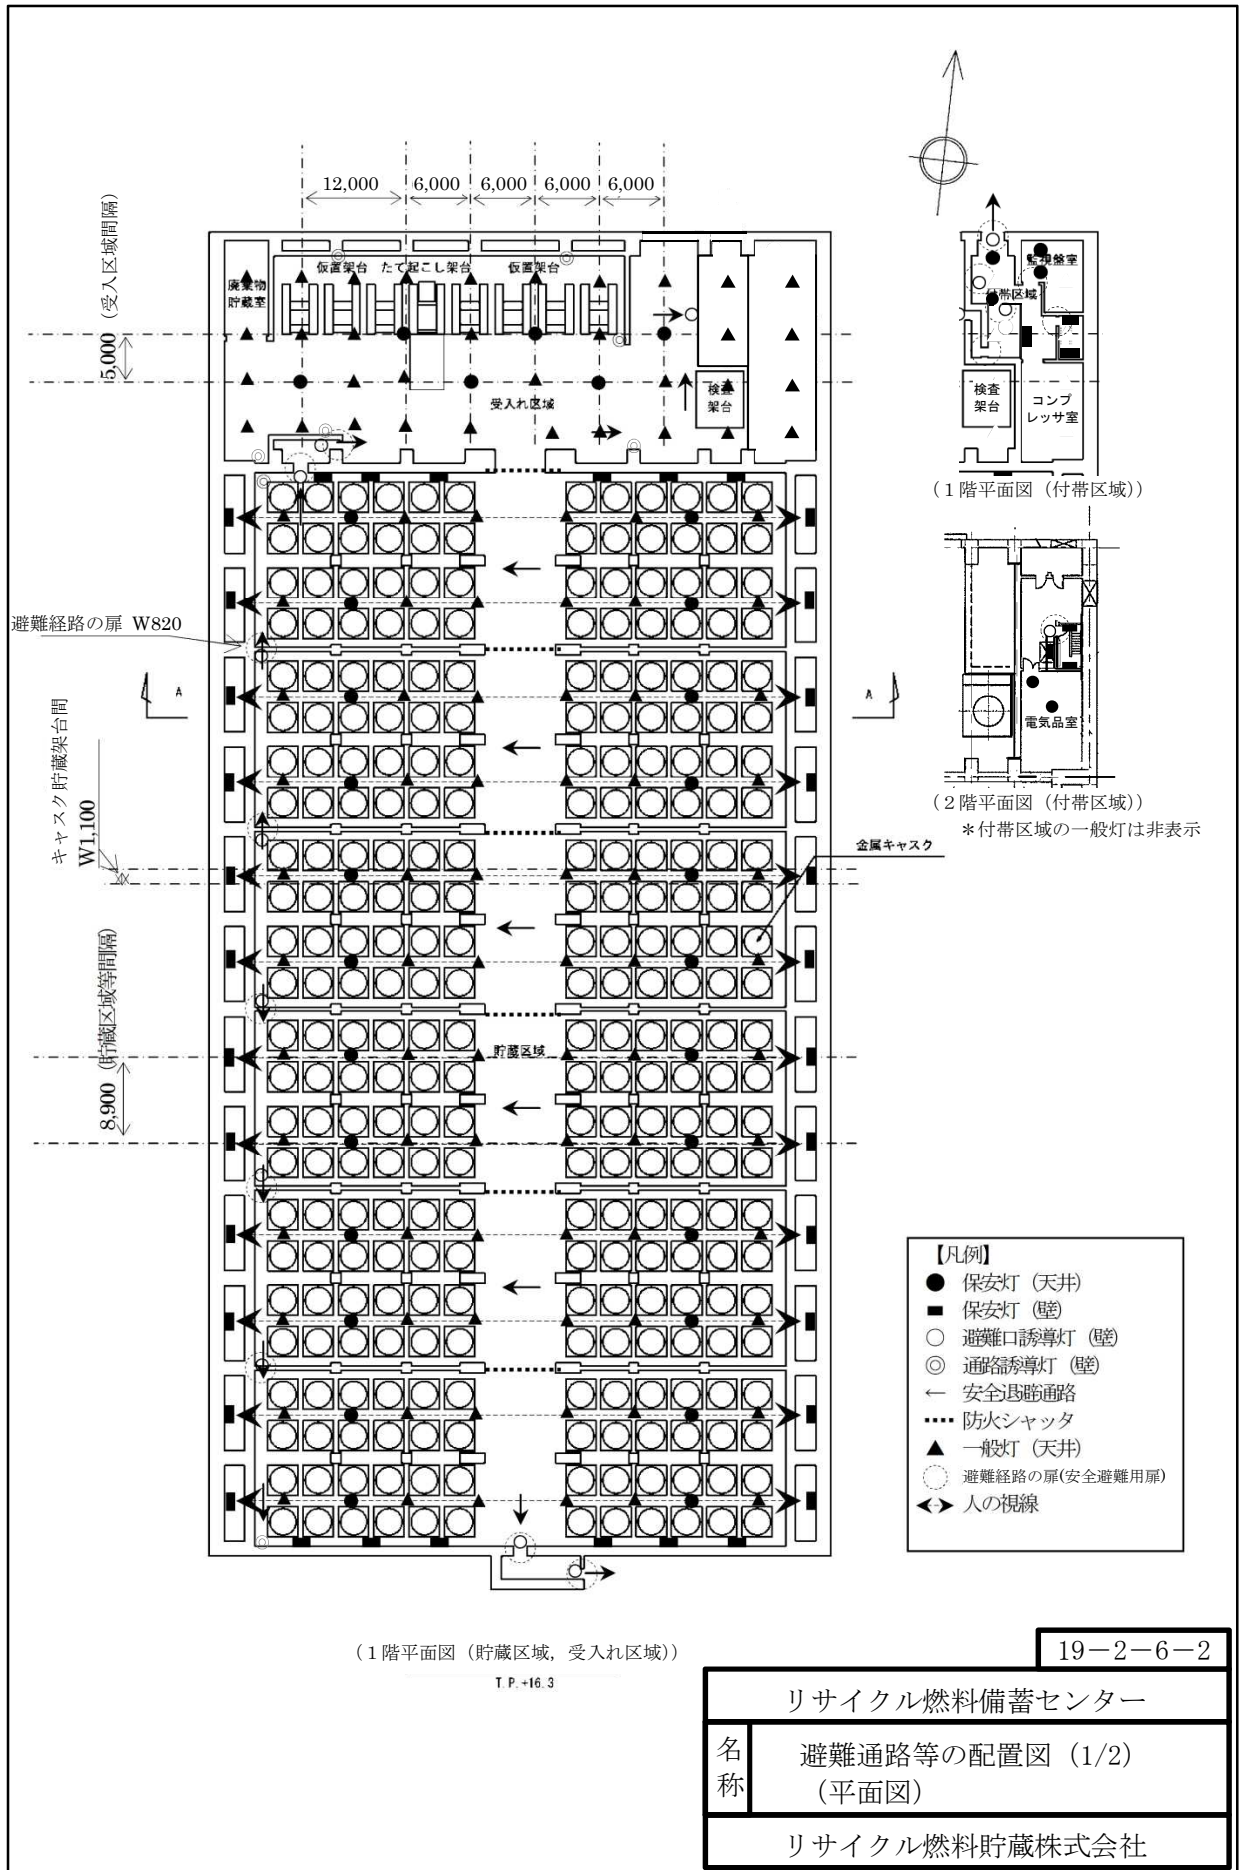 12,000
6,000
6,000
6,000
6,000
5,000（受入区域間隔）
廃棄物
貯蔵室
仮置架台
たて起こし架台
仮置架台
受入れ区域
検査
架台
監視盤室
付帯区域
検査
架台
コンプ
レッサ室
（1階平面図（付帯区域））
避難経路の扉 W820
A
A
電気品室
（2階平面図（付帯区域））
＊付帯区域の一般灯は非表示
キャスク貯蔵架台間
W1,100
金属キャスク
8,900（貯蔵区域等間隔）
貯蔵区域
【凡例】
保安灯（天井）
保安灯（壁）
避難口誘導灯（壁）
通路誘導灯（壁）
安全退避通路
防火シャッタ
一般灯（天井）
避難経路の扉(安全避難用扉)
人の視線
（1階平面図（貯蔵区域，受入れ区域））
T.P.+16.3
19－2－6－2
リサイクル燃料備蓄センター
名称
避難通路等の配置図（1/2）
（平面図）
リサイクル燃料貯蔵株式会社